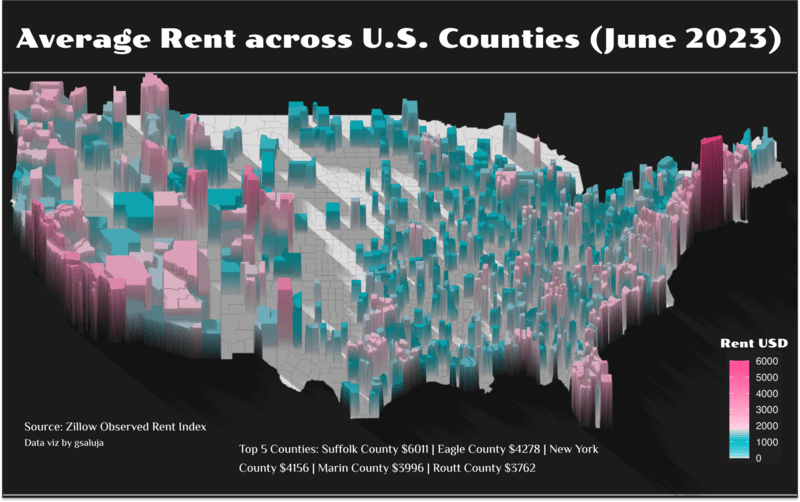 Average Rent across U.S. Counties (June 2023)
Rent USD
6000
5000
4000
3000
2000
1000
0
Source: Zillow Observed Rent Index
Data viz by gsaluja
Top 5 Counties: Suffolk County $6011 | Eagle County $4278 | New York
County $4156 | Marin County $3996 | Routt County $3762